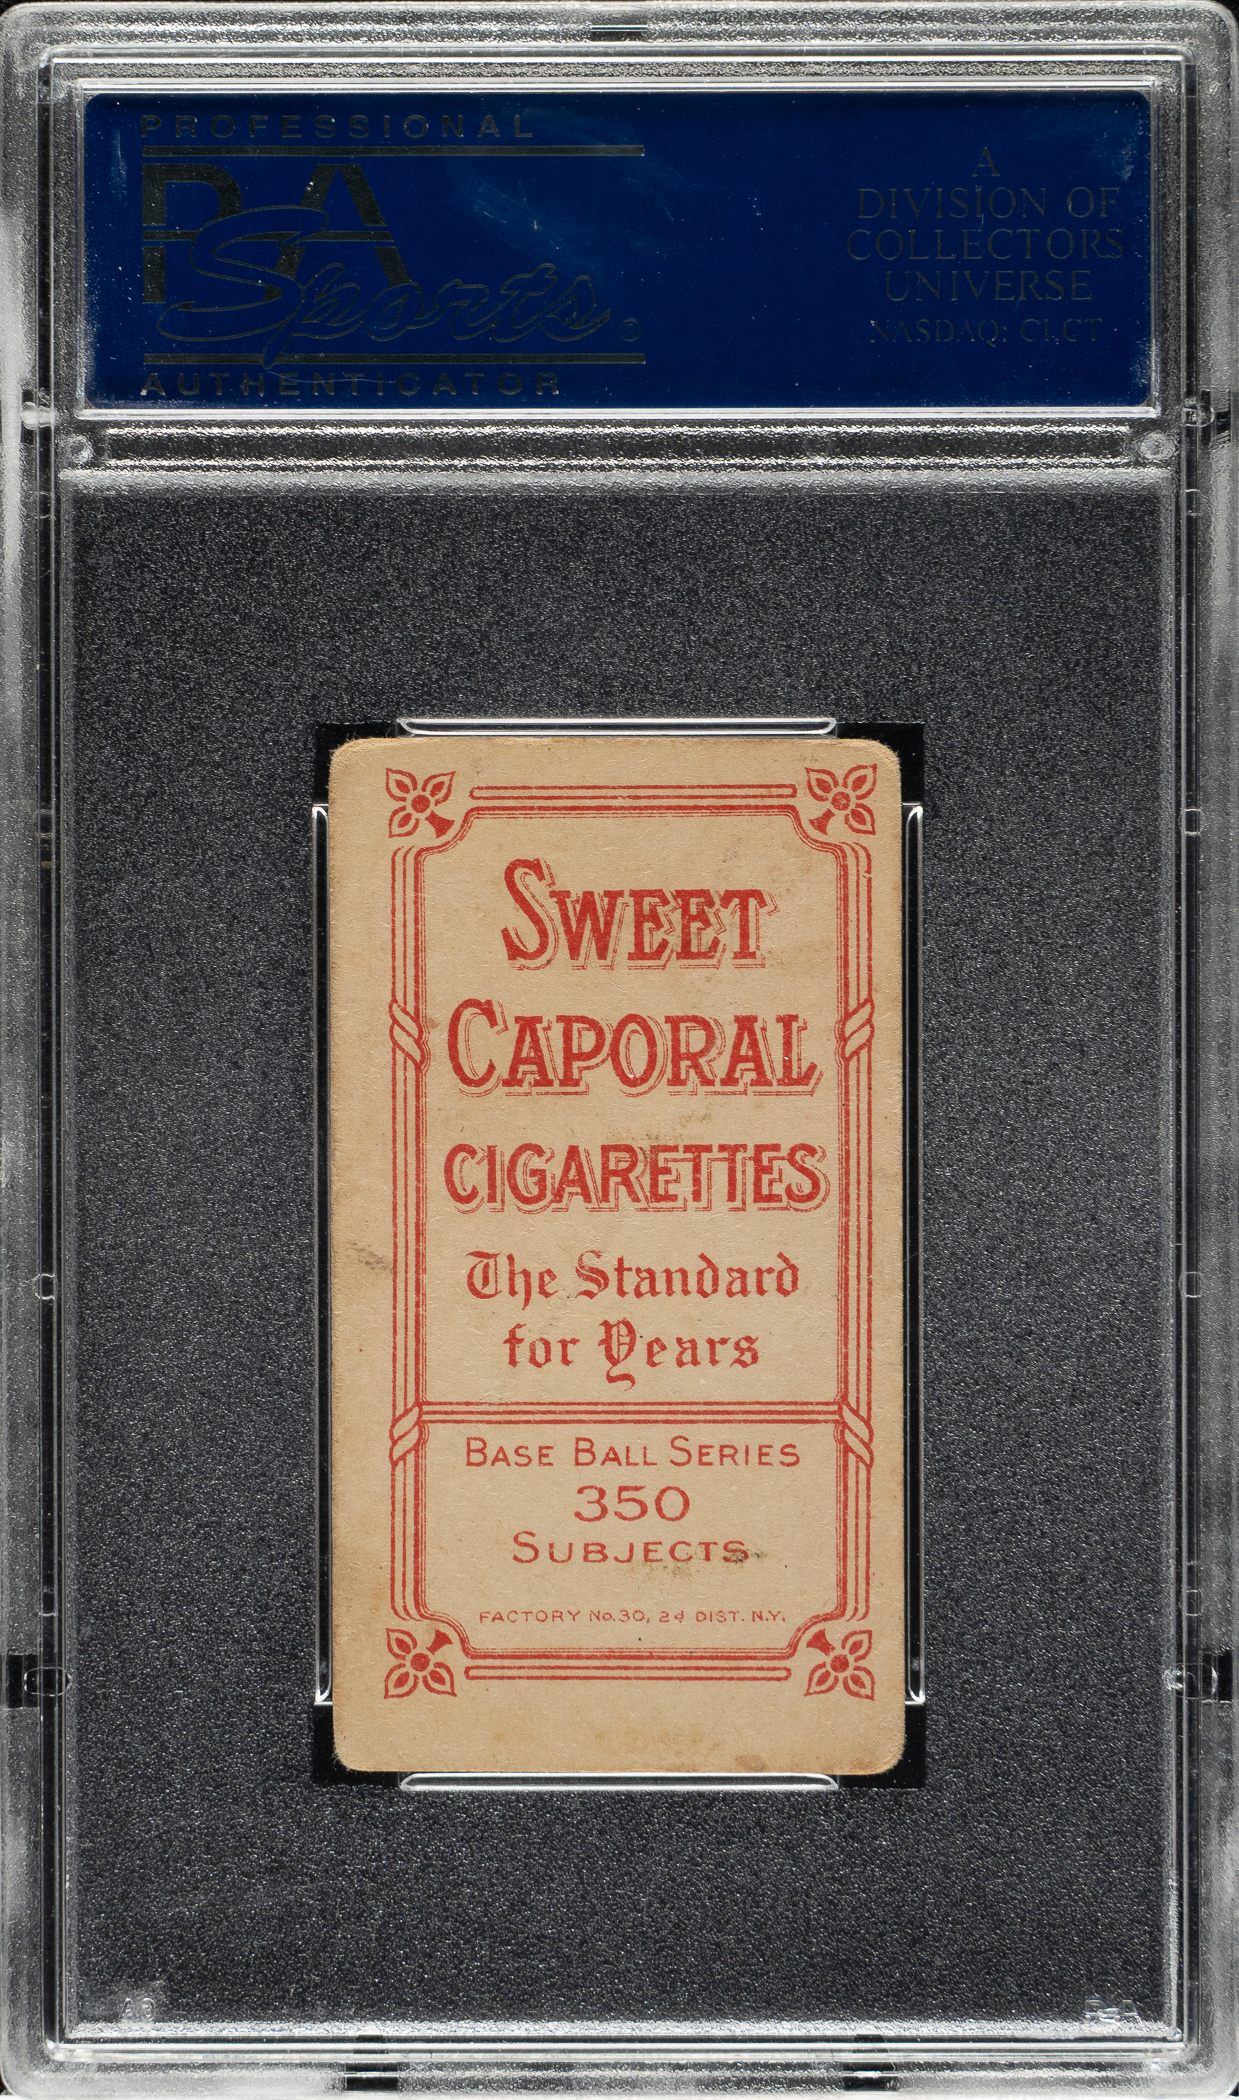 PROFESSIONAL
PSA
Sports
AUTHENTICATOR
A
DIVISION OF
COLLECTORS
UNIVERSE
NASDAQ: CLCT
SWEET
CAPORAL
CIGARETTES
The Standard
for Years
BASE BALL SERIES
350
SUBJECTS
FACTORY No. 30, 2d DIST. N.Y.
PSA